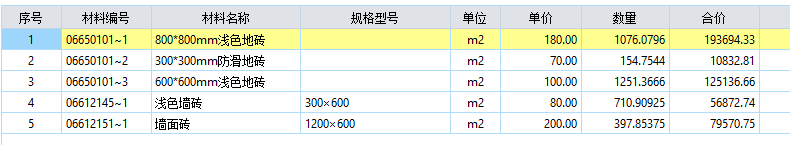 序号 材料编号 材料名称 规格型号 单位 单价 数量 合价
1 06650101~1 800*800mm浅色地砖 m2 180.00 1076.0796 193694.33
2 06650101~2 300*300mm防滑地砖 m2 70.00 154.7544 10832.81
3 06650101~3 600*600mm浅色地砖 m2 100.00 1251.3666 125136.66
4 06612145~1 浅色墙砖 300×600 m2 80.00 710.90925 56872.74
5 06612151~1 墙面砖 1200×600 m2 200.00 397.85375 79570.75